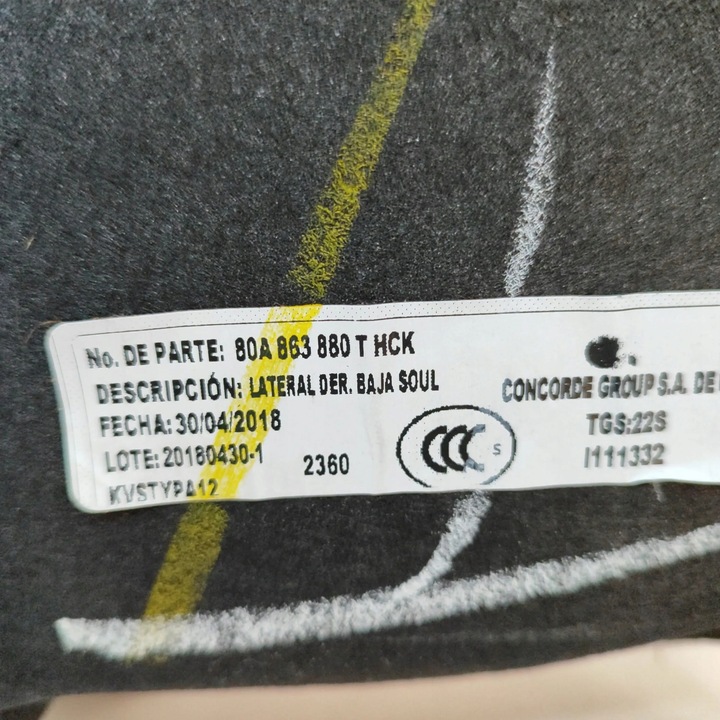 No. DE PARTE: 80A 863 880 T HCK
DESCRIPCIÓN: LATERAL DER. BAJA SOUL
FECHA: 30/04/2018
LOTE: 20180430-1 2360
KVSTYPA12
CCC S
CONCORDE GROUP S.A. DE
TGS:22S
I111332